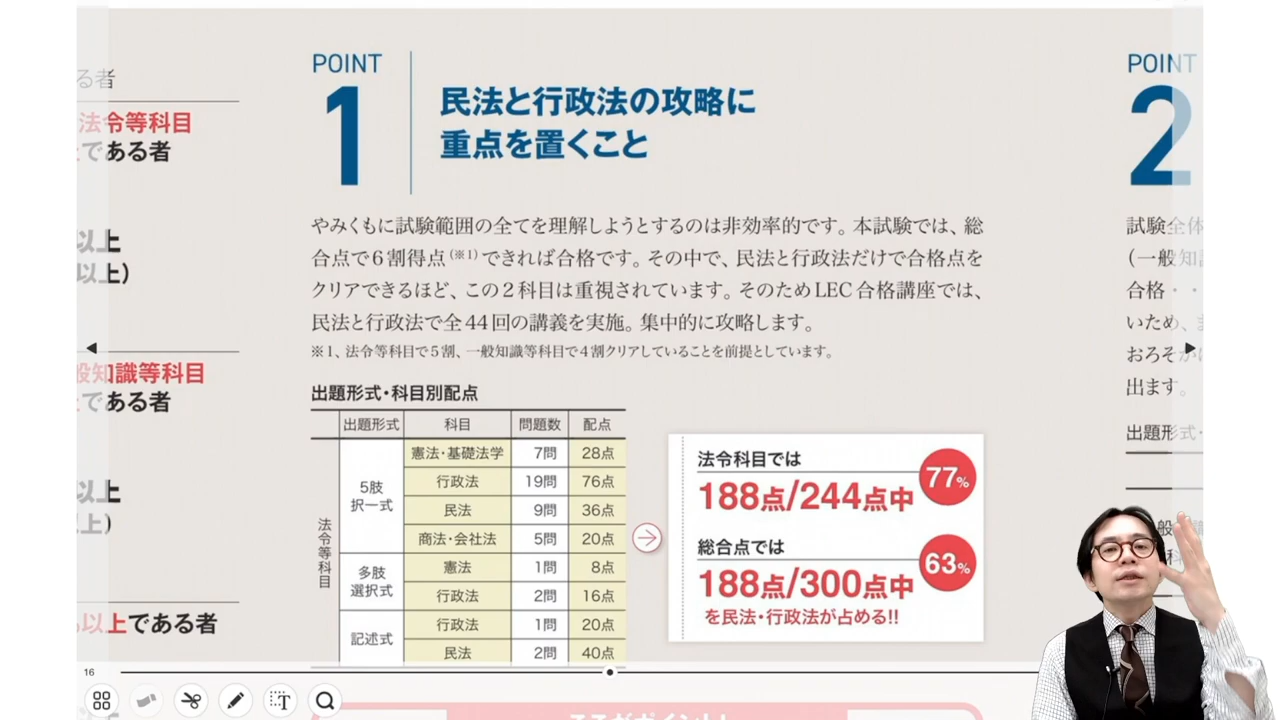 る者
法令等科目
である者
以上
以上）
般知識等科目
である者
以上
以上）
以上である者
POINT
1
民法と行政法の攻略に
重点を置くこと
やみくもに試験範囲の全てを理解しようとするのは非効率的です。本試験では、総
合点で6割得点(※1)できれば合格です。その中で、民法と行政法だけで合格点を
クリアできるほど、この2科目は重視されています。そのためLEC合格講座では、
民法と行政法で全44回の講義を実施。集中的に攻略します。
※1、法令等科目で5割、一般知識等科目で4割クリアしていることを前提としています。
出題形式・科目別配点
出題形式 科目 問題数 配点
法令等科目
5肢択一式 憲法・基礎法学 7問 28点
行政法 19問 76点
民法 9問 36点
商法・会社法 5問 20点
多肢選択式 憲法 1問 8点
行政法 2問 16点
記述式 行政法 1問 20点
民法 2問 40点
法令科目では
188点/244点中
77%
総合点では
188点/300点中
63%
を民法・行政法が占める!!
POINT
2
試験全体
（一般知
合格・・
いため、
おろそか
出ます。
出題形式・
16
T